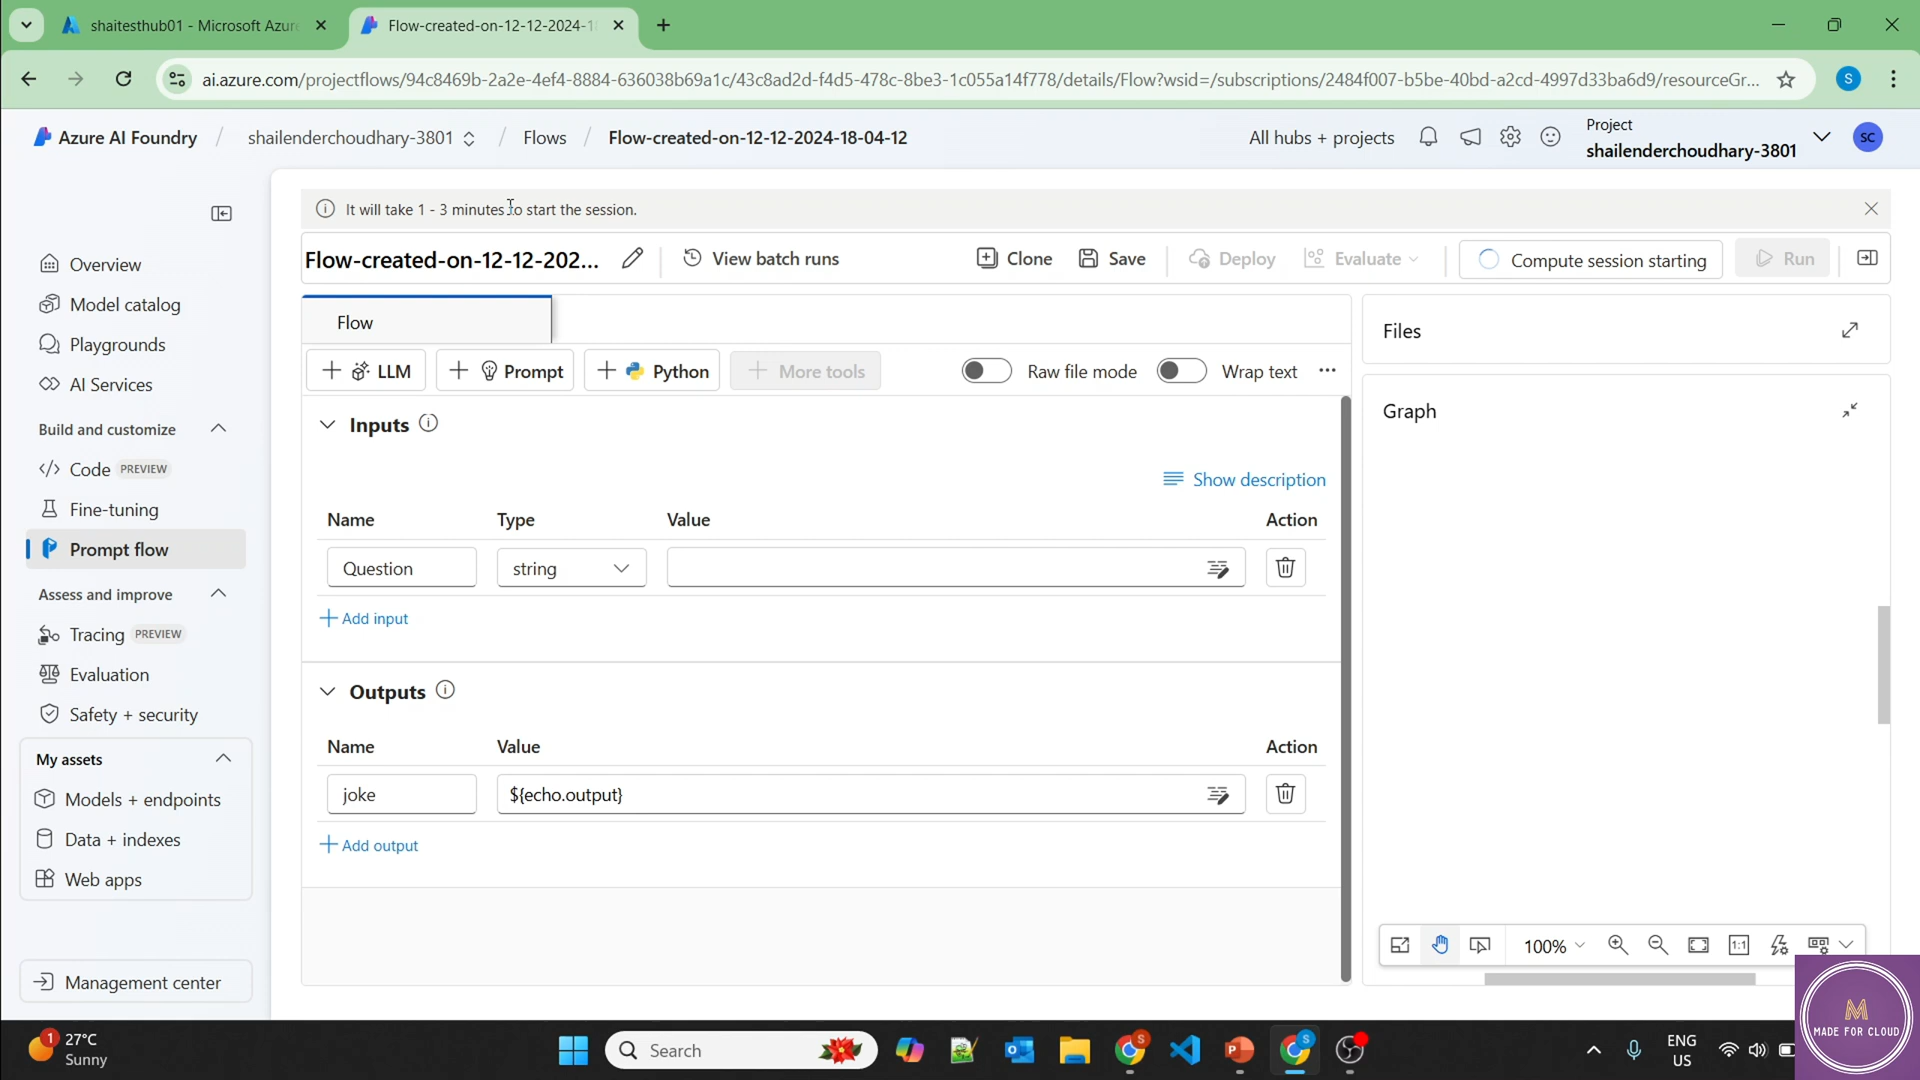 shaitesthub01 - Microsoft Azur
Flow-created-on-12-12-2024-1
ai.azure.com/projectflows/94c8469b-2a2e-4ef4-8884-636038b69a1c/43c8ad2d-f4d5-478c-8be3-1c055a14f778/details/Flow?wsid=/subscriptions/2484f007-b5be-40bd-a2cd-4997d33ba6d9/resourceGr...
S
Azure AI Foundry / shailenderchoudhary-3801 / Flows / Flow-created-on-12-12-2024-18-04-12
All hubs + projects
Project
shailenderchoudhary-3801
SC
It will take 1 - 3 minutes to start the session.
Flow-created-on-12-12-202...
View batch runs
Clone
Save
Deploy
Evaluate
Compute session starting
Run
Overview
Model catalog
Playgrounds
AI Services
Build and customize
Code PREVIEW
Fine-tuning
Prompt flow
Assess and improve
Tracing PREVIEW
Evaluation
Safety + security
My assets
Models + endpoints
Data + indexes
Web apps
Management center
Flow
LLM
Prompt
Python
More tools
Raw file mode
Wrap text
Inputs
Show description
Name Type Value Action
Question string
Add input
Outputs
Name Value Action
joke ${echo.output}
Add output
Files
Graph
100%
1:1
M
MADE FOR CLOUD
1
27°C
Sunny
Search
S
S
ENG
US